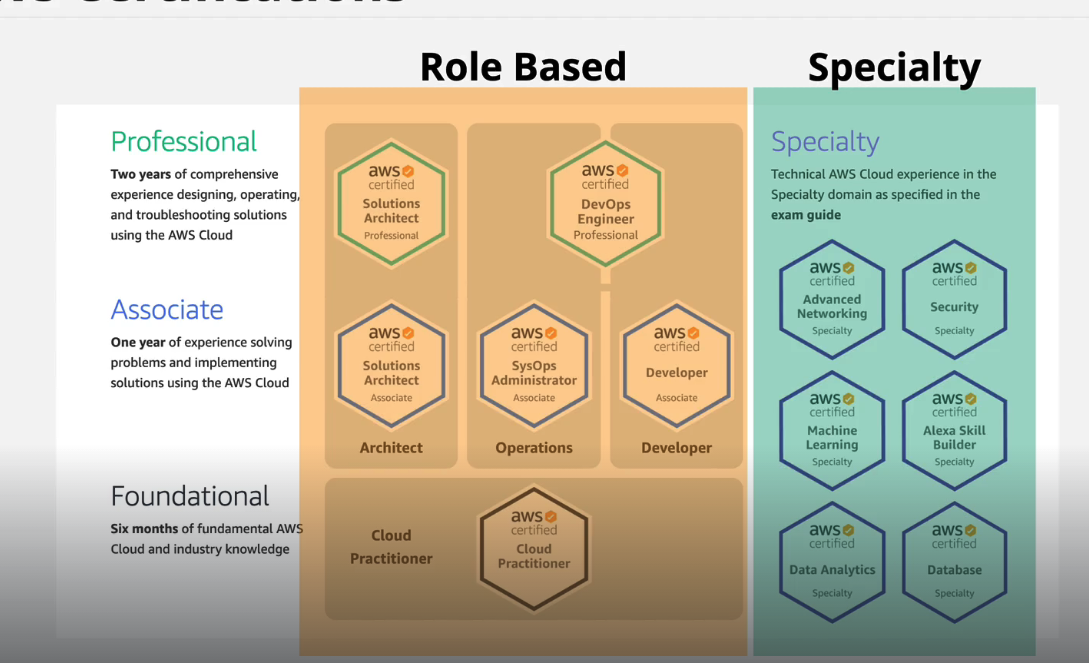 Certifications
Role Based
Specialty
Professional
Two years of comprehensive
experience designing, operating,
and troubleshooting solutions
using the AWS Cloud
aws
certified
Solutions
Architect
Professional
aws
certified
DevOps
Engineer
Professional
Associate
One year of experience solving
problems and implementing
solutions using the AWS Cloud
aws
certified
Solutions
Architect
Associate
aws
certified
SysOps
Administrator
Associate
aws
certified
Developer
Associate
Architect
Operations
Developer
Foundational
Six months of fundamental AWS
Cloud and industry knowledge
Cloud
Practitioner
aws
certified
Cloud
Practitioner
Specialty
Technical AWS Cloud experience in the
Specialty domain as specified in the
exam guide
aws
certified
Advanced
Networking
Specialty
aws
certified
Security
Specialty
aws
certified
Machine
Learning
Specialty
aws
certified
Alexa Skill
Builder
Specialty
aws
certified
Data Analytics
Specialty
aws
certified
Database
Specialty